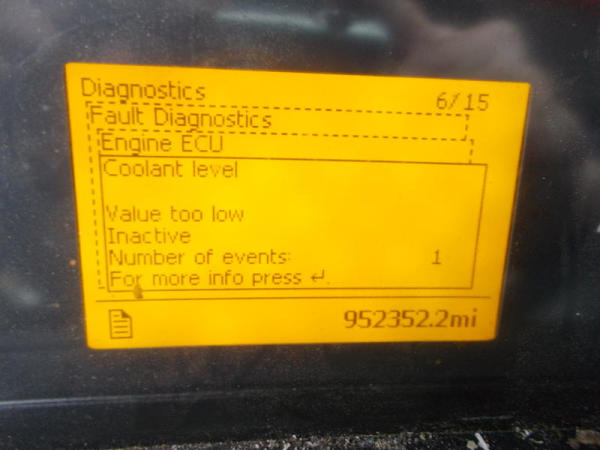 Diagnostics 6/15
Fault Diagnostics
Engine ECU
Coolant level
Value too low
Inactive
Number of events: 1
For more info press ↵.
952352.2mi